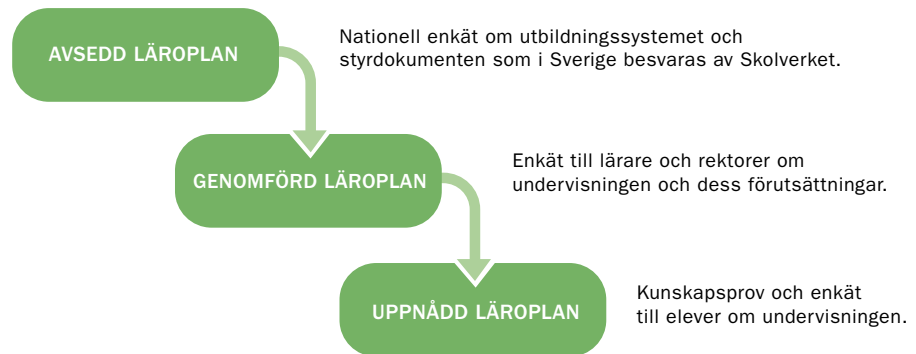 AVSEDD LÄROPLAN
Nationell enkät om utbildningssystemet och
styrdokumenten som i Sverige besvaras av Skolverket.
GENOMFÖRD LÄROPLAN
Enkät till lärare och rektorer om
undervisningen och dess förutsättningar.
UPPNÅDD LÄROPLAN
Kunskapsprov och enkät
till elever om undervisningen.